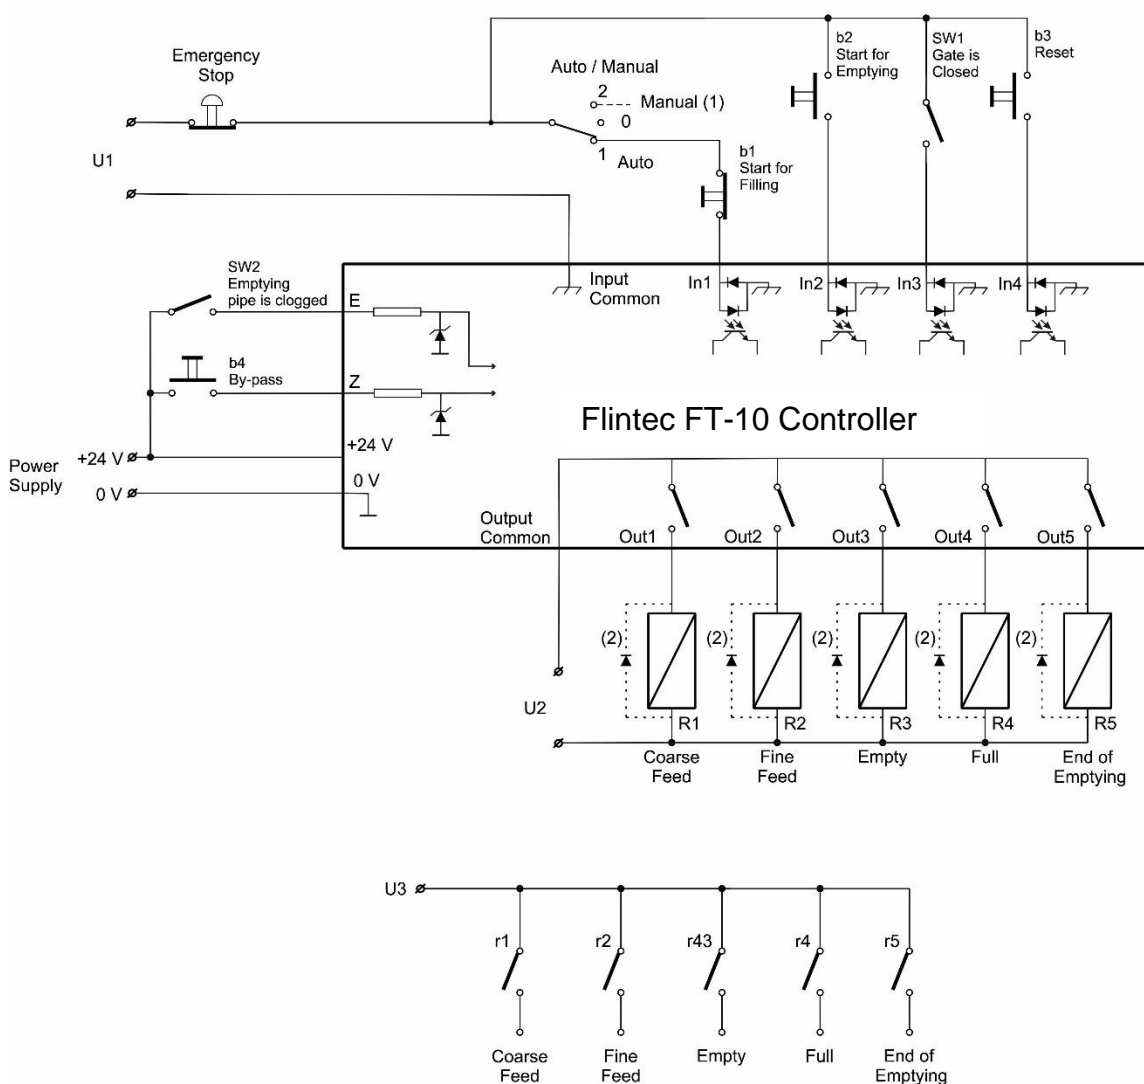 b2
Start for
Emptying
SW1
Gate is
Closed
b3
Reset
Emergency
Stop
Auto / Manual
2
Manual (1)
0
1
Auto
U1
b1
Start for
Filling
SW2
Emptying
pipe is clogged
Input
Common
In1
In2
In3
In4
E
b4
By-pass
Z
Flintec FT-10 Controller
Power
Supply
+24 V
0 V
+24 V
0 V
Output
Common
Out1
Out2
Out3
Out4
Out5
(2)
(2)
(2)
(2)
(2)
U2
R1
R2
R3
R4
R5
Coarse
Feed
Fine
Feed
Empty
Full
End of
Emptying
U3
r1
r2
r43
r4
r5
Coarse
Feed
Fine
Feed
Empty
Full
End of
Emptying